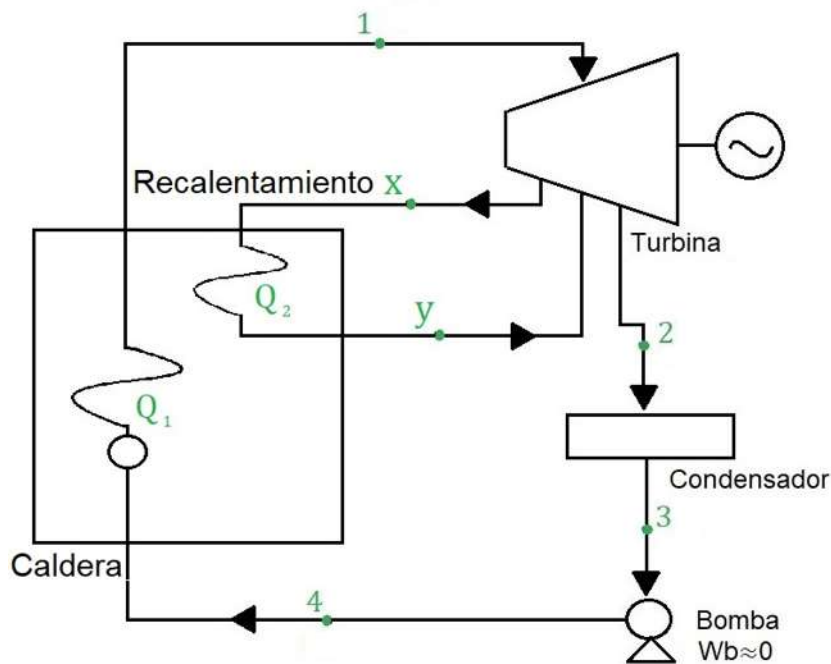 1
Recalentamiento x
Turbina
Q₂
y
2
Q₁
Condensador
3
Caldera
4
Bomba
Wb≈0